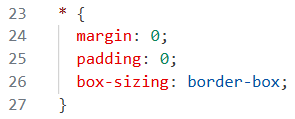 23 * {
24   margin: 0;
25   padding: 0;
26   box-sizing: border-box;
27 }